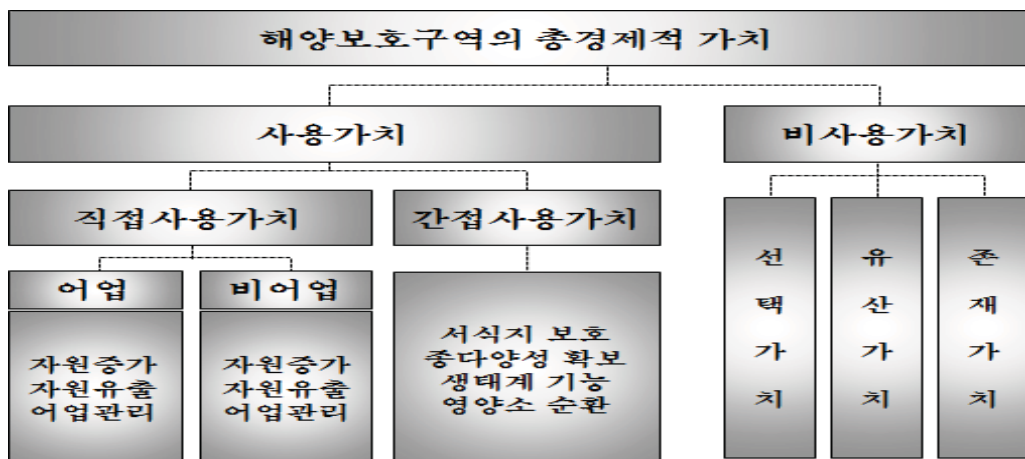 해양보호구역의 총경제적 가치
사용가치
비사용가치
직접사용가치
간접사용가치
어업
비어업
자원증가
자원유출
어업관리
자원증가
자원유출
어업관리
서식지 보호
종다양성 확보
생태계 기능
영양소 순환
선택가치
유산가치
존재가치